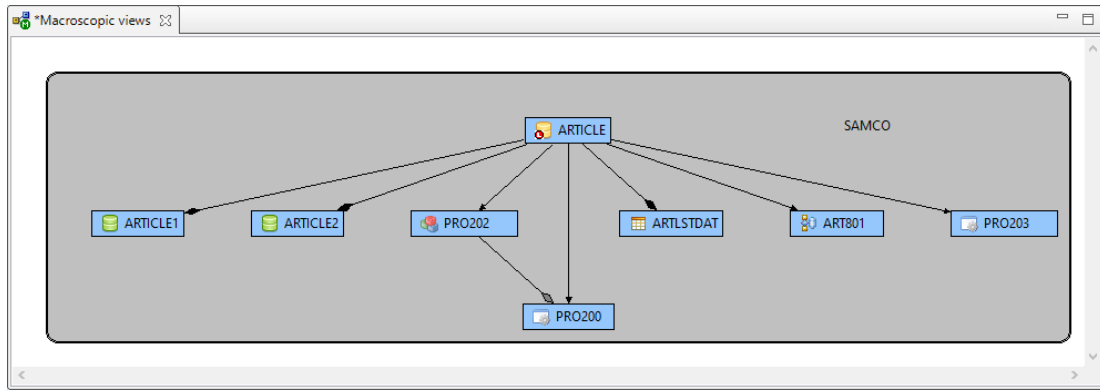 *Macroscopic views
SAMCO
ARTICLE
ARTICLE1
ARTICLE2
PRO202
ARTLSTDAT
ART801
PRO203
PRO200